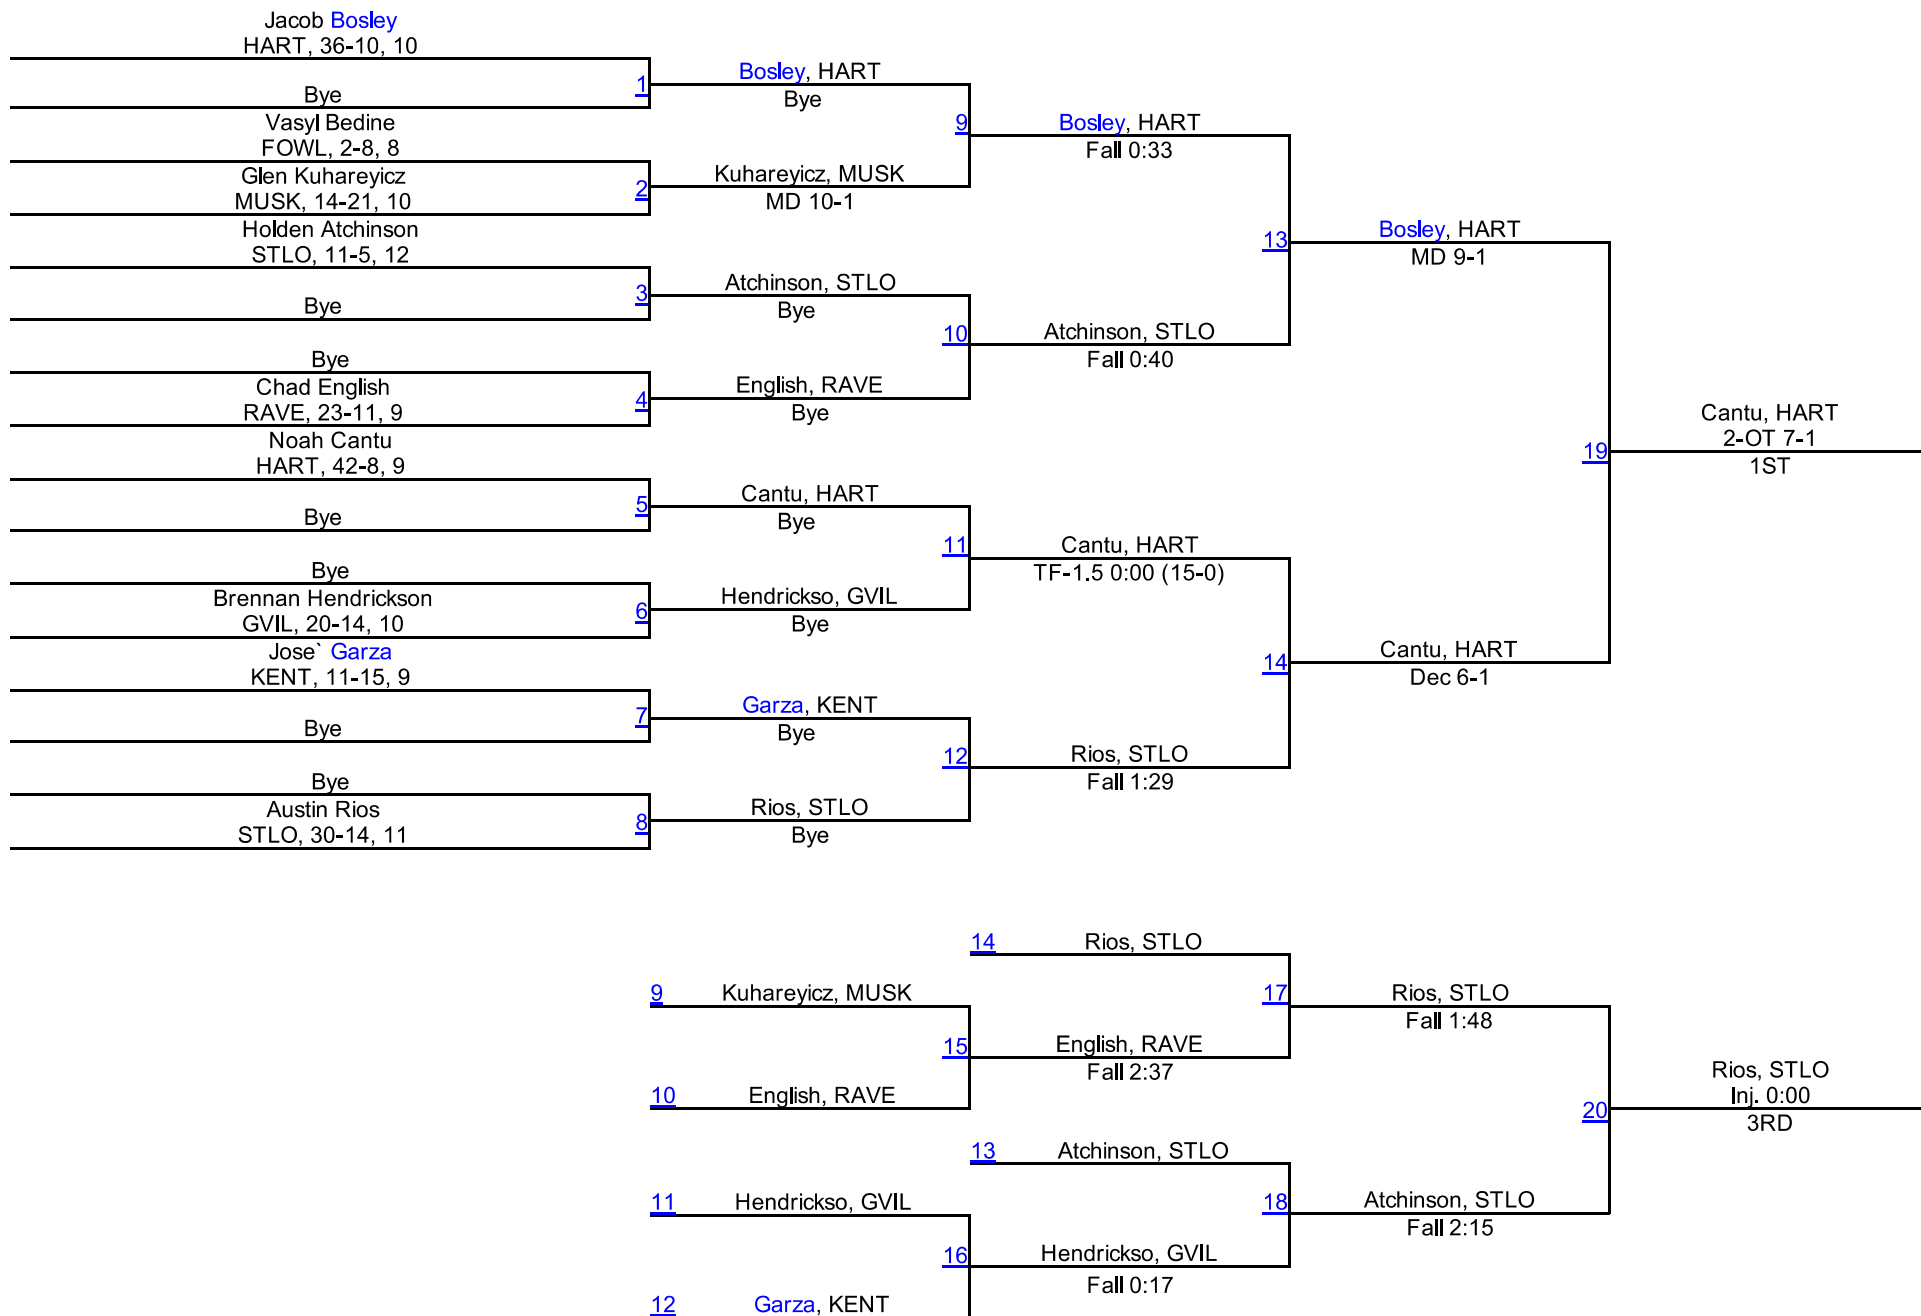 Jacob Bosley
HART, 36-10, 10
Bye
1
Bosley, HART
Bye
Vasyl Bedine
FOWL, 2-8, 8
Glen Kuhareyicz
MUSK, 14-21, 10
2
Kuhareyicz, MUSK
MD 10-1
9
Bosley, HART
Fall 0:33
Holden Atchinson
STLO, 11-5, 12
Bye
3
Atchinson, STLO
Bye
Bye
Chad English
RAVE, 23-11, 9
4
English, RAVE
Bye
10
Atchinson, STLO
Fall 0:40
13
Bosley, HART
MD 9-1
Noah Cantu
HART, 42-8, 9
Bye
5
Cantu, HART
Bye
Bye
Brennan Hendrickson
GVIL, 20-14, 10
6
Hendrickso, GVIL
Bye
11
Cantu, HART
TF-1.5 0:00 (15-0)
Jose` Garza
KENT, 11-15, 9
Bye
7
Garza, KENT
Bye
Bye
Austin Rios
STLO, 30-14, 11
8
Rios, STLO
Bye
12
Rios, STLO
Fall 1:29
14
Cantu, HART
Dec 6-1
19
Cantu, HART
2-OT 7-1
1ST
14
Rios, STLO
9
Kuhareyicz, MUSK
10
English, RAVE
15
English, RAVE
Fall 2:37
17
Rios, STLO
Fall 1:48
13
Atchinson, STLO
11
Hendrickso, GVIL
12
Garza, KENT
16
Hendrickso, GVIL
Fall 0:17
18
Atchinson, STLO
Fall 2:15
20
Rios, STLO
Inj. 0:00
3RD